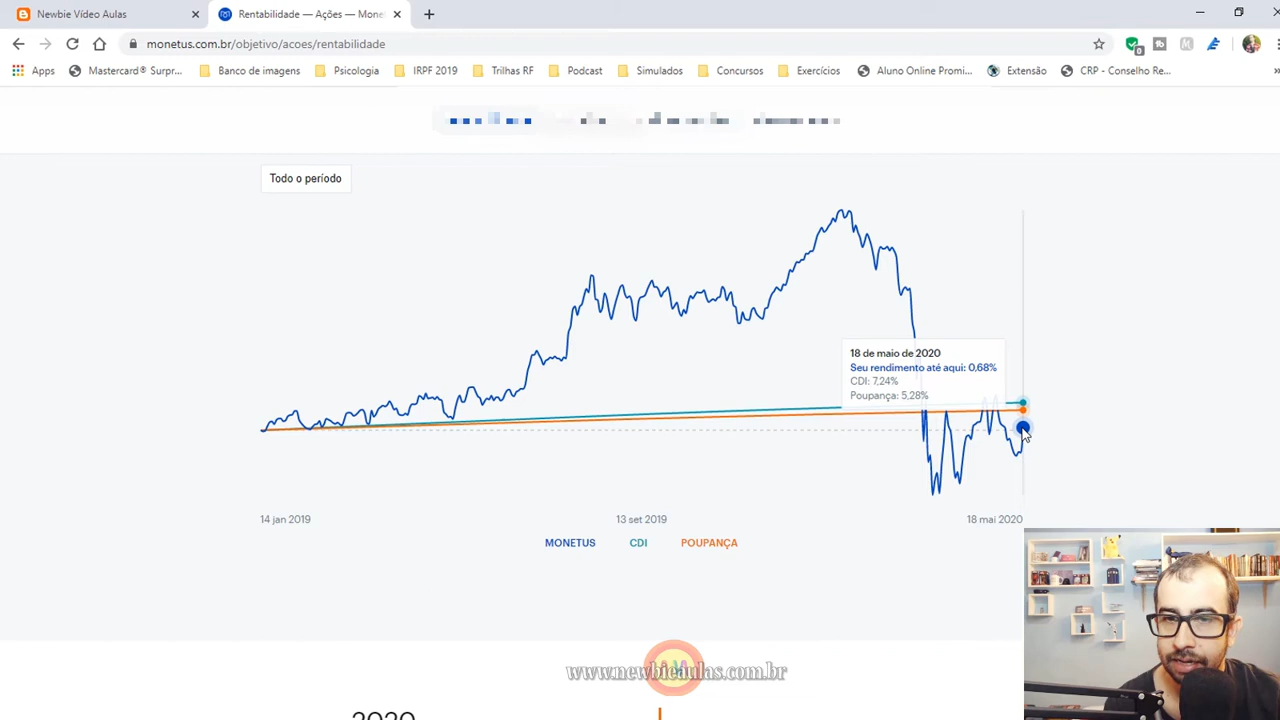 Newbie Vídeo Aulas
Rentabilidade — Ações — Mone
monetus.com.br/objetivo/acoes/rentabilidade
Apps
Mastercard® Surpr...
Banco de imagens
Psicologia
IRPF 2019
Trilhas RF
Podcast
Simulados
Concursos
Exercícios
Aluno Online Promi...
Extensão
CRP - Conselho Re...
Todo o período
18 de maio de 2020
Seu rendimento até aqui: 0,68%
CDI: 7,24%
Poupança: 5,28%
14 jan 2019
13 set 2019
18 mai 2020
MONETUS
CDI
POUPANÇA
www.newbieaulas.com.br
2020